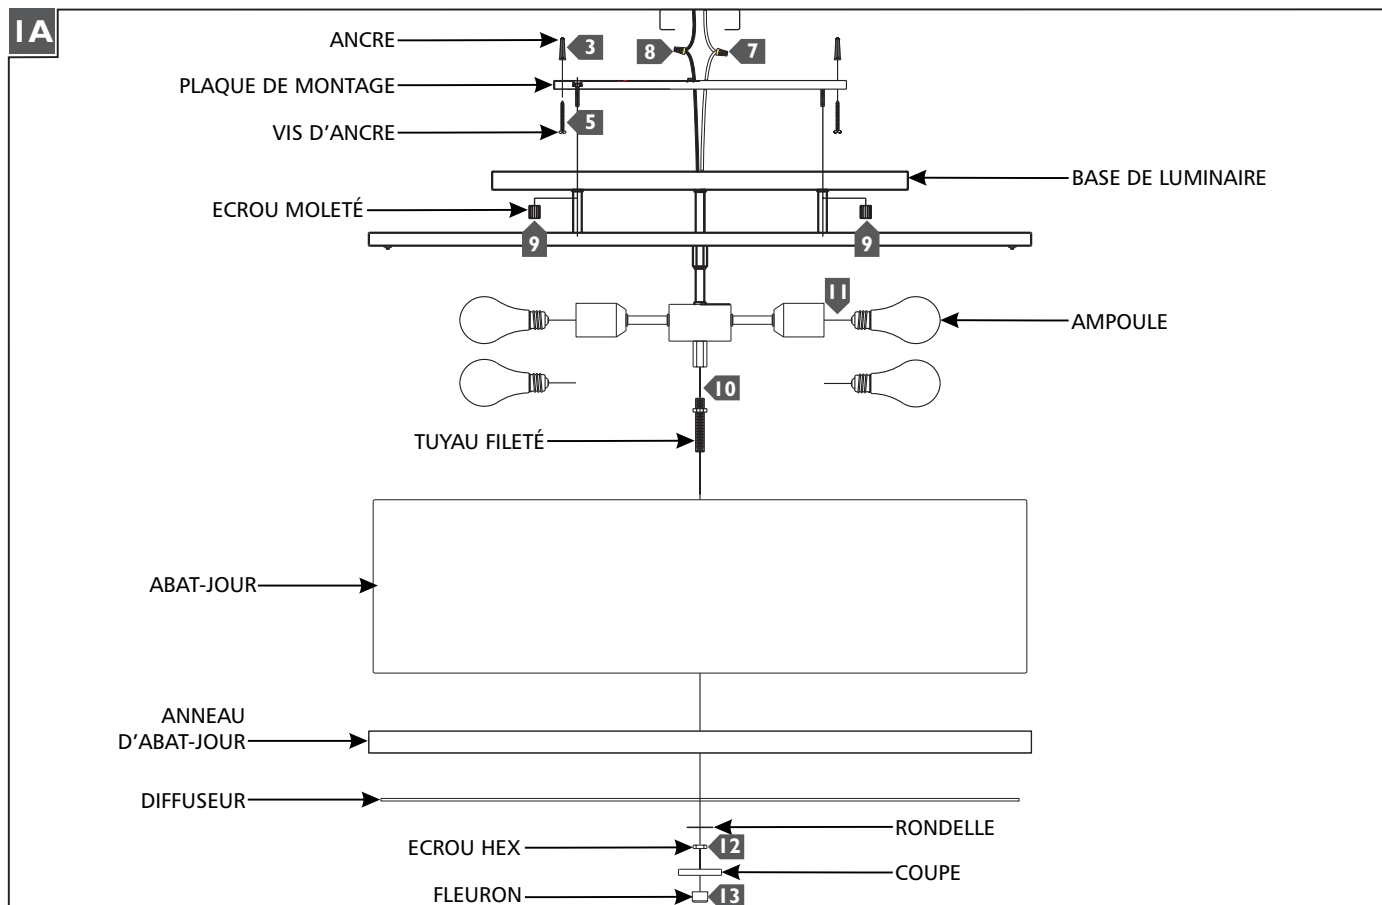 1A
ANCRE
3
8
7
PLAQUE DE MONTAGE
5
VIS D’ANCRE
BASE DE LUMINAIRE
ECROU MOLETÉ
9
9
11
AMPOULE
10
TUYAU FILETÉ
ABAT-JOUR
ANNEAU
D’ABAT-JOUR
DIFFUSEUR
RONDELLE
ECROU HEX
12
COUPE
FLEURON
13